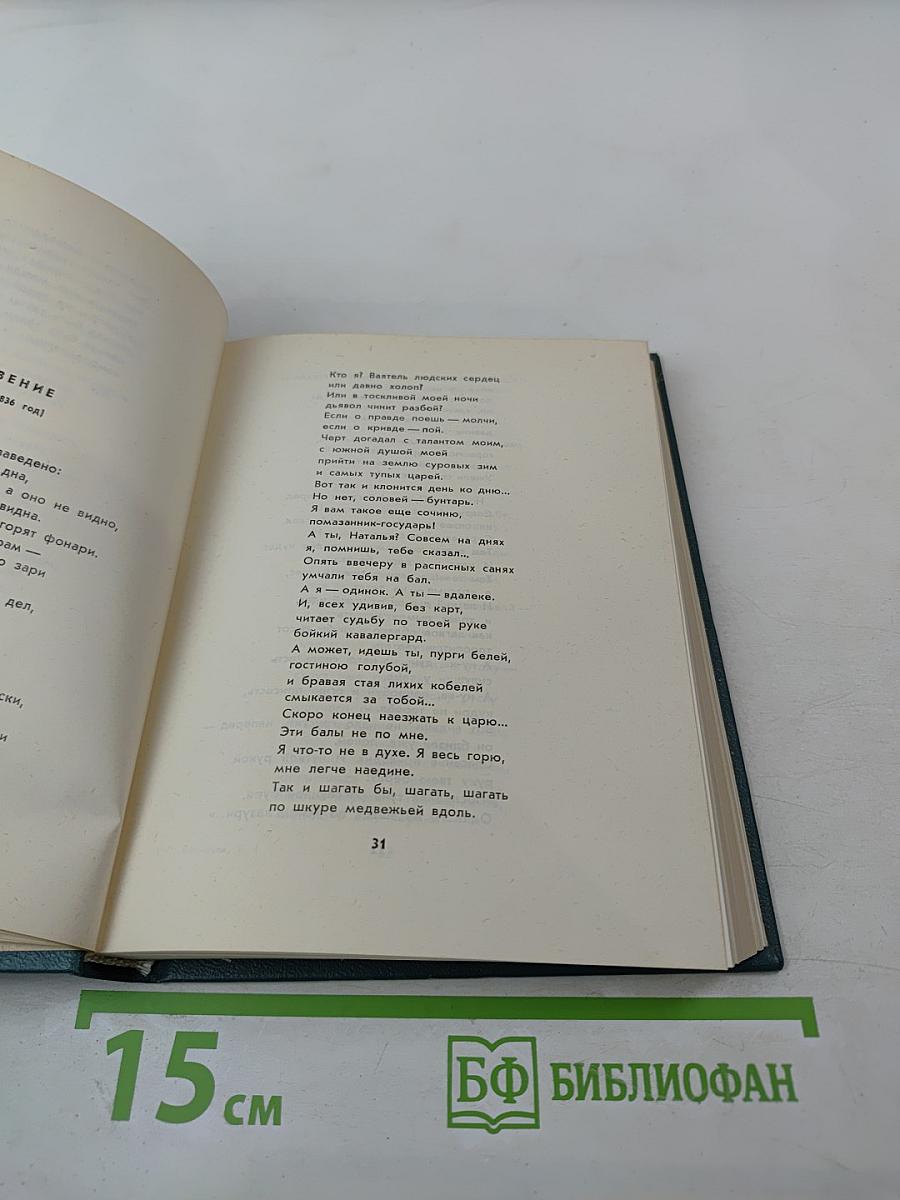 ВЕНИЕ
836 год)
заведено:
дна,
а оно не видно,
видна.
горят фонари.
рам —
о зари
дел,
ски,
и
Кто я? Ваятель людских сердец
или давно холоп?
Или в тоскливой моей ночи
дьявол чинит разбой?
Если о правде поешь — молчи,
если о кривде — пой.
Черт догадал с талантом моим,
с южной душой моей
прийти на землю суровых зим
и самых тупых царей.
Вот так и клонится день ко дню...
Но нет, соловей — бунтарь.
Я вам такое еще сочиню,
помазанник-государь!
А ты, Наталья? Совсем на днях
я, помнишь, тебе сказал...
Опять ввечеру в расписных санях
умчали тебя на бал.
А я — одинок. А ты — вдалеке.
И, всех удивив, без карт,
читает судьбу по твоей руке
бойкий кавалергард.
А может, идешь ты, пурги белей,
гостиною голубой,
и бравая стая лихих кобелей
смыкается за тобой...
Скоро конец наезжать к царю...
Эти балы не по мне.
Я что-то не в духе. Я весь горю,
мне легче наедине.
Так и шагать бы, шагать, шагать
по шкуре медвежьей вдоль.
31
15 см
БФ БИБЛИОФАН